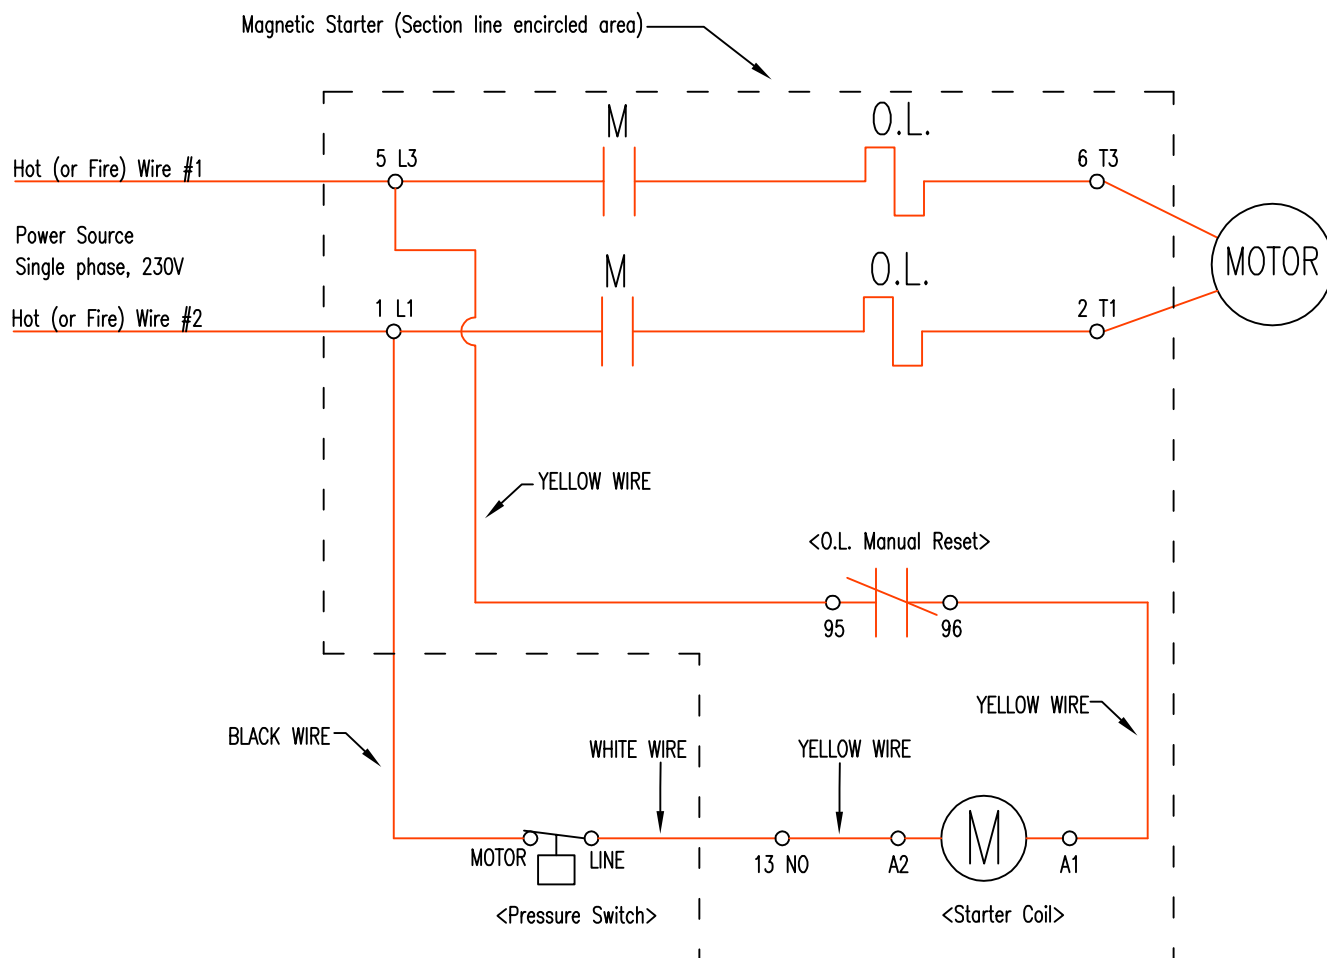 Magnetic Starter (Section line encircled area)
M
O.L.
Hot (or Fire) Wire #1
5 L3
6 T3
Power Source
Single phase, 230V
MOTOR
M
O.L.
Hot (or Fire) Wire #2
1 L1
2 T1
YELLOW WIRE
<O.L. Manual Reset>
95
96
YELLOW WIRE
BLACK WIRE
WHITE WIRE
YELLOW WIRE
M
MOTOR
LINE
13 NO
A2
A1
<Pressure Switch>
<Starter Coil>